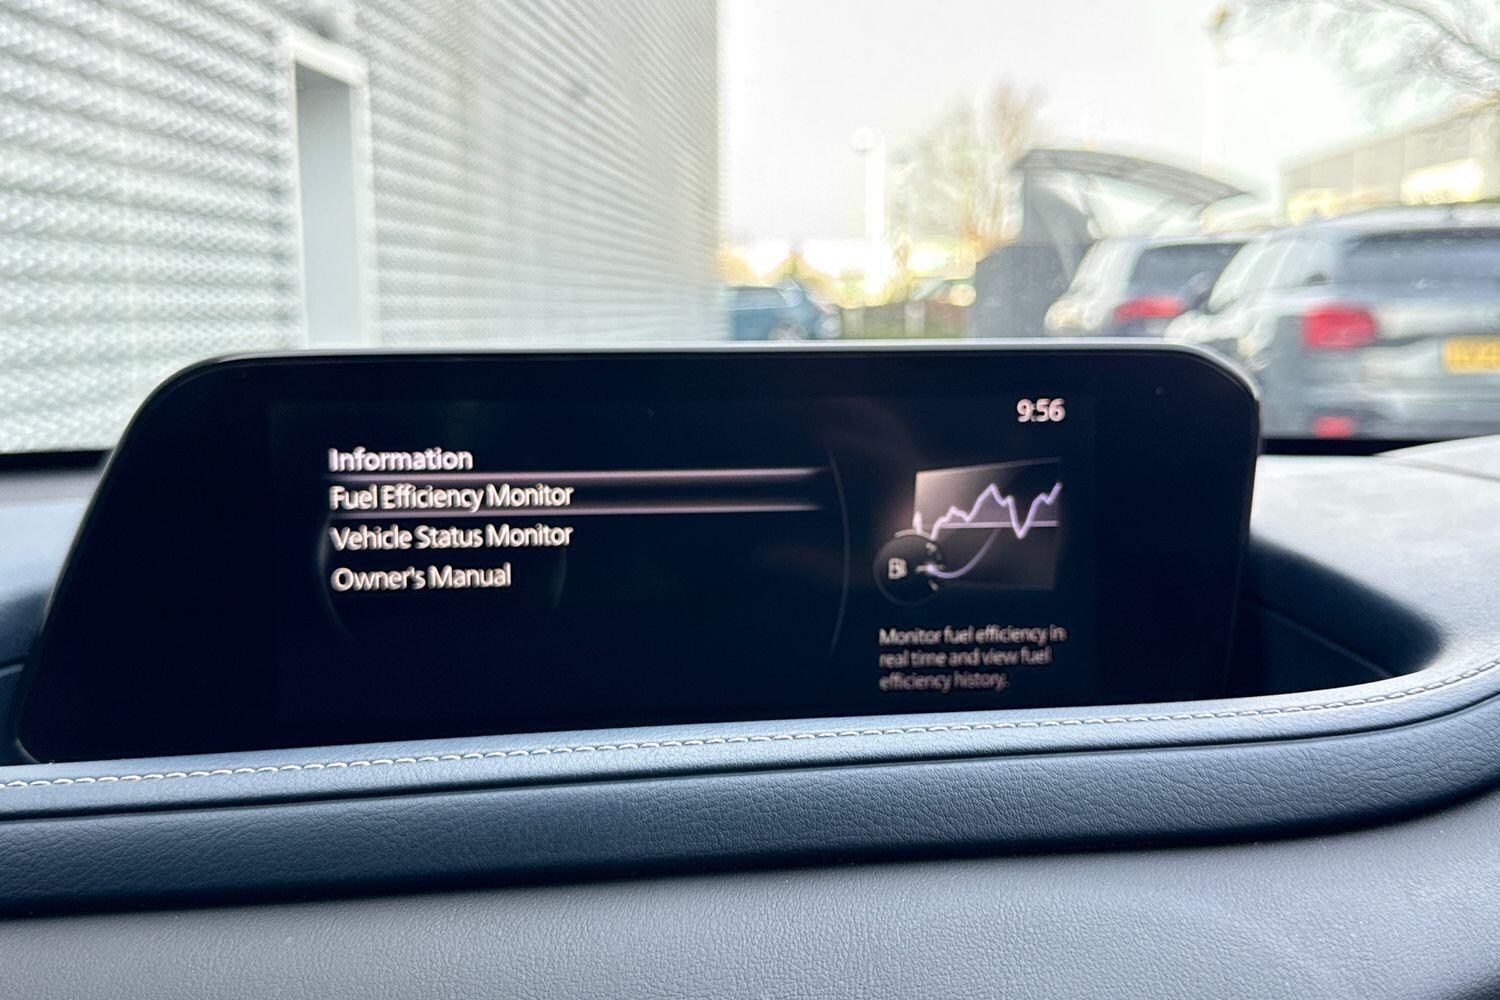 9:56
Information
Fuel Efficiency Monitor
Vehicle Status Monitor
Owner's Manual
Monitor fuel efficiency in
real time and view fuel
efficiency history.